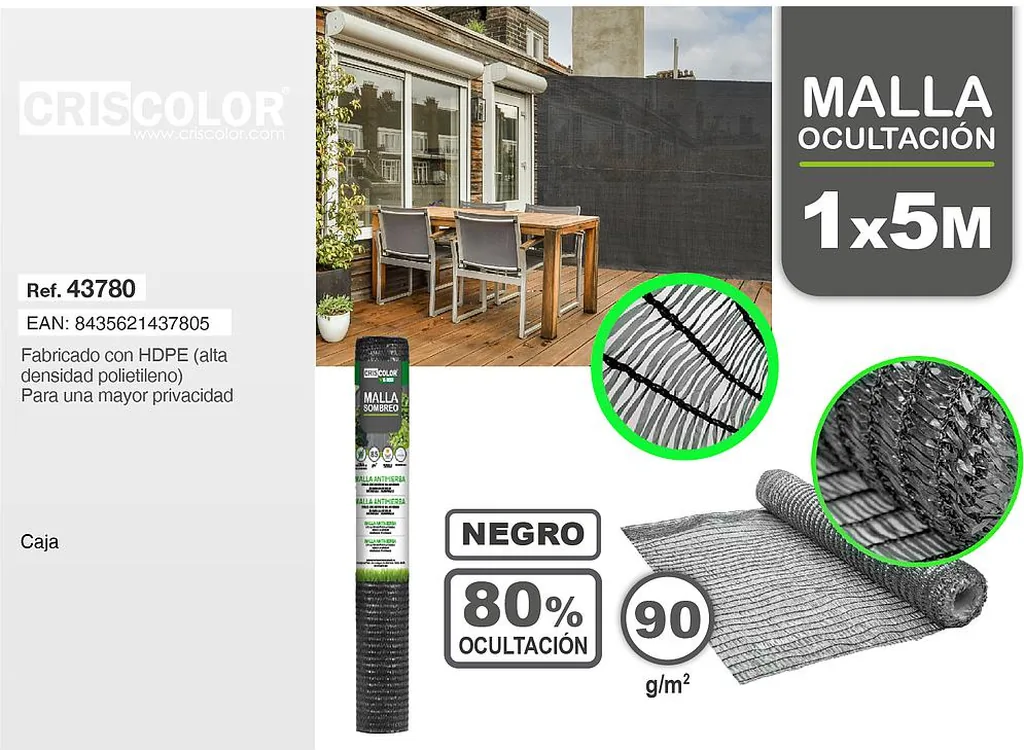 CRISCOLOR®
www.criscolor.com
Ref. 43780
EAN: 8435621437805
Fabricado con HDPE (alta
densidad polietileno)
Para una mayor privacidad
Caja
MALLA
OCULTACIÓN
1x5M
CRISCOLOR
MALLA
SOMBREO
MALLA ANTIHIERBA
MALLA ANTIHIERBA
NEGRO
80%
OCULTACIÓN
90
g/m²